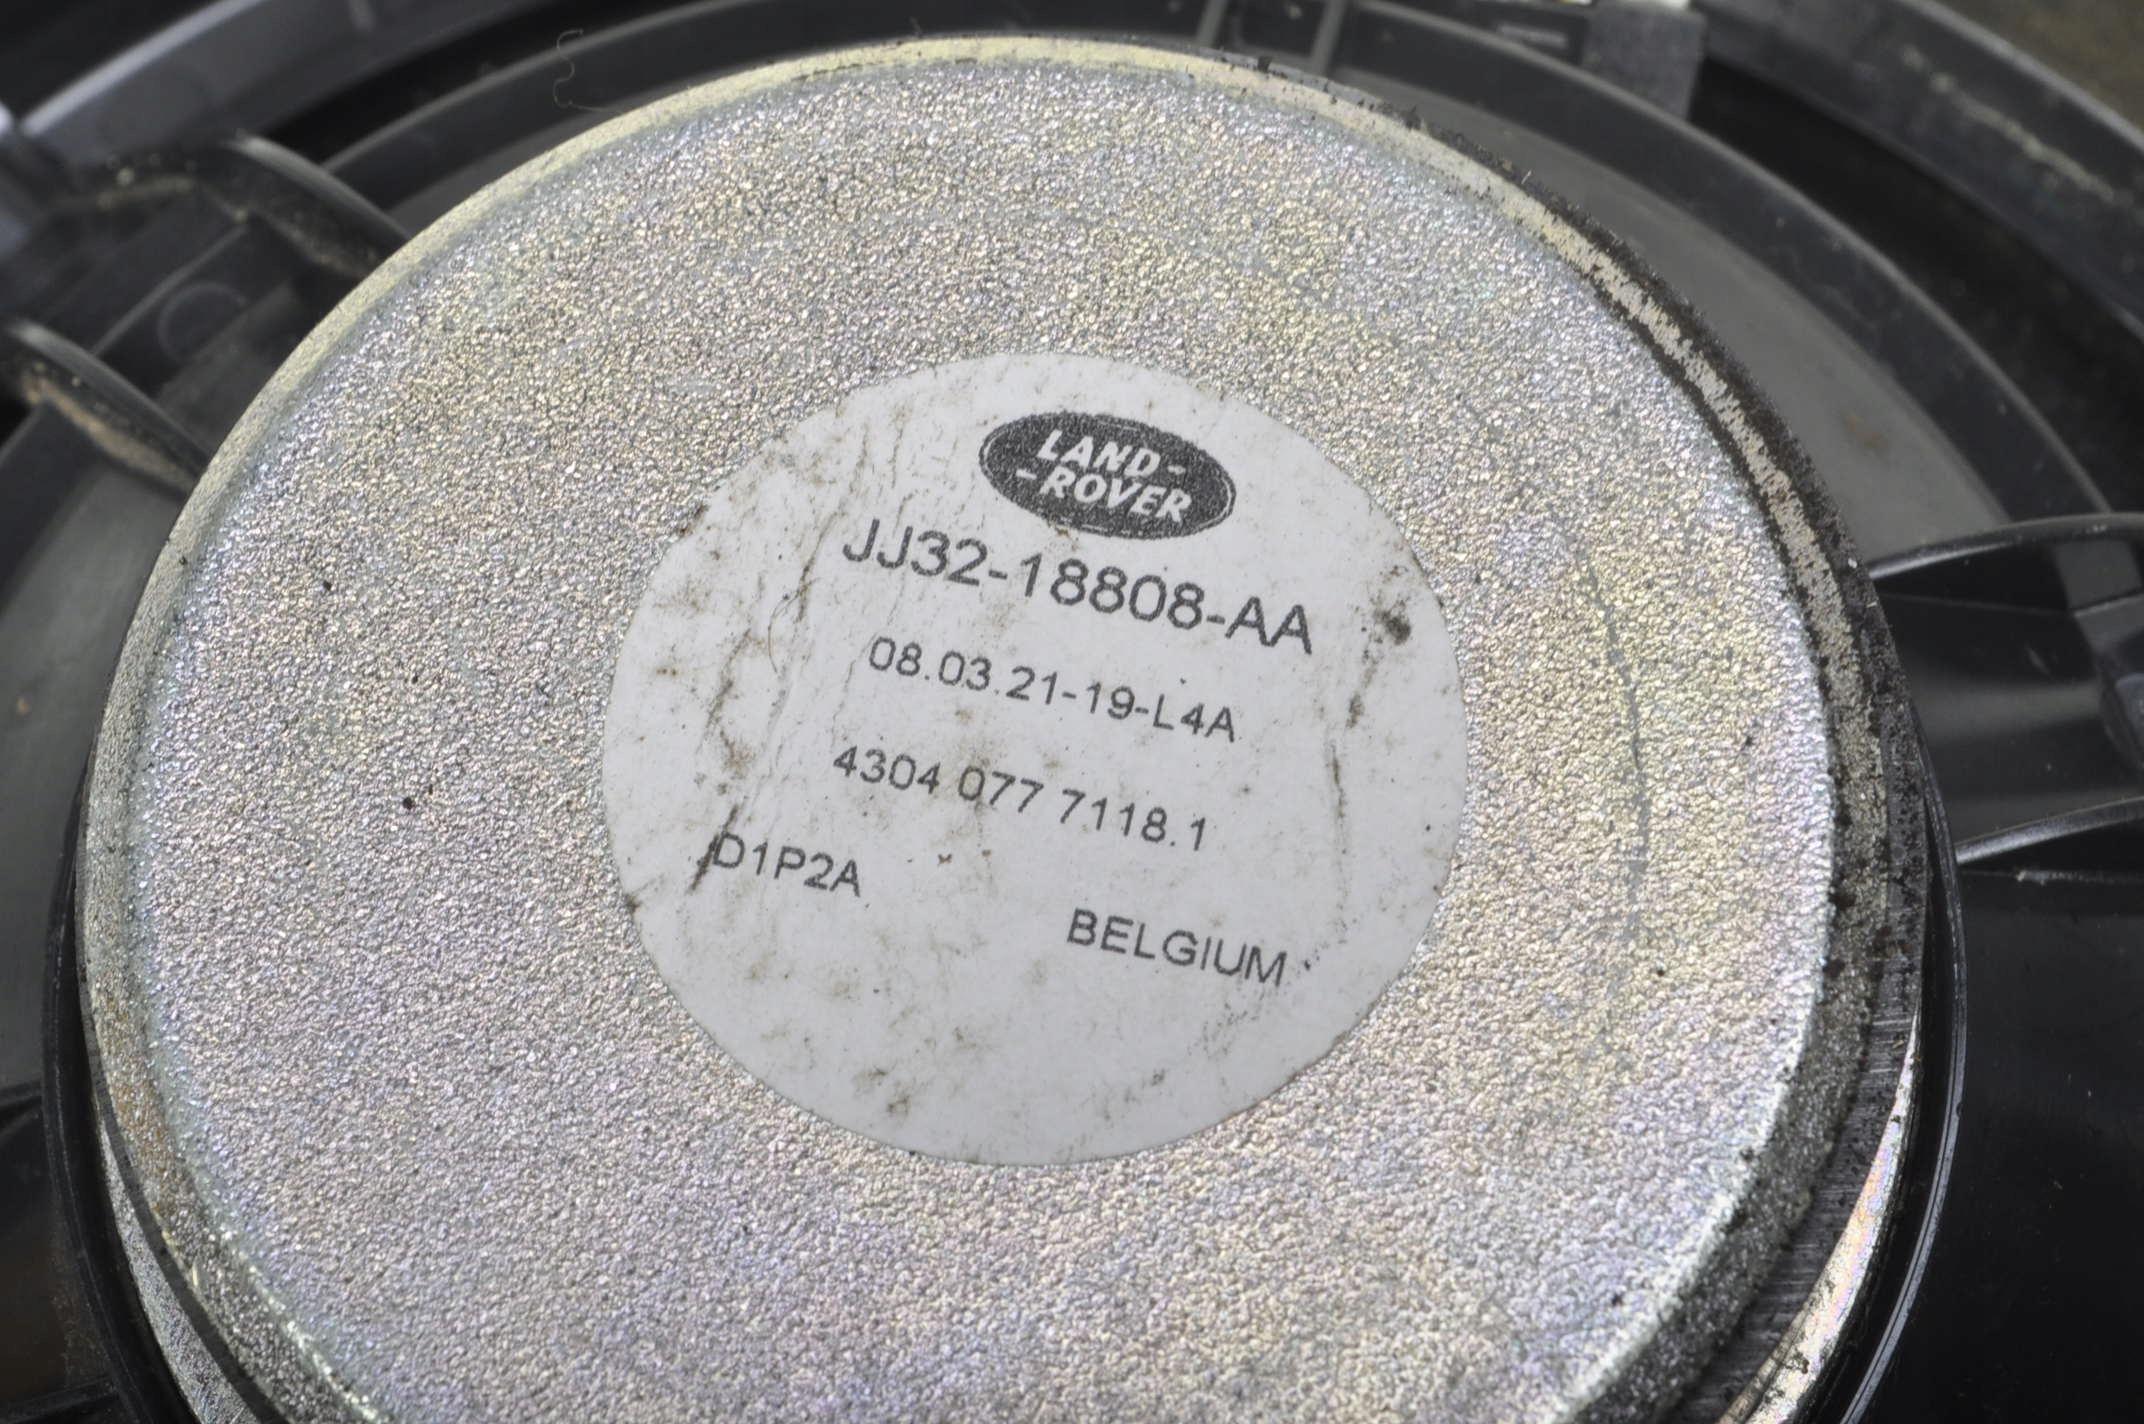 LAND-
-ROVER
JJ32-18808-AA
08.03.21-19-L4A
4304 077 7118.1
D1P2A
BELGIUM